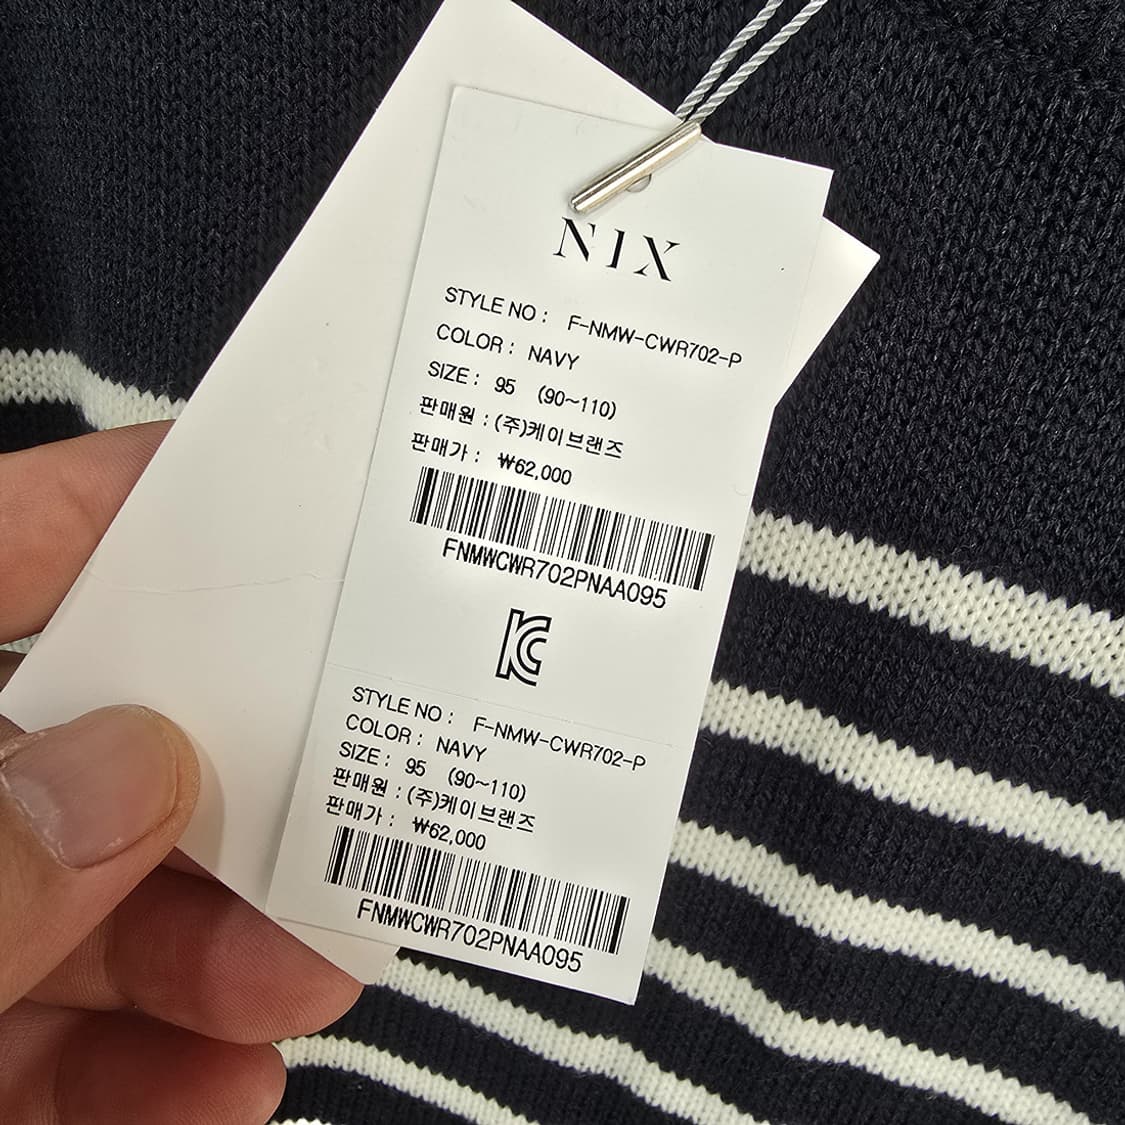 NIX
STYLE NO : F-NMW-CWR702-P
COLOR : NAVY
SIZE : 95 (90~110)
판매원 : (주)케이브랜즈
판매가 : ₩62,000
FNMWCWR702PNAA095
KC
STYLE NO : F-NMW-CWR702-P
COLOR : NAVY
SIZE : 95 (90~110)
판매원 : (주)케이브랜즈
판매가 : ₩62,000
FNMWCWR702PNAA095